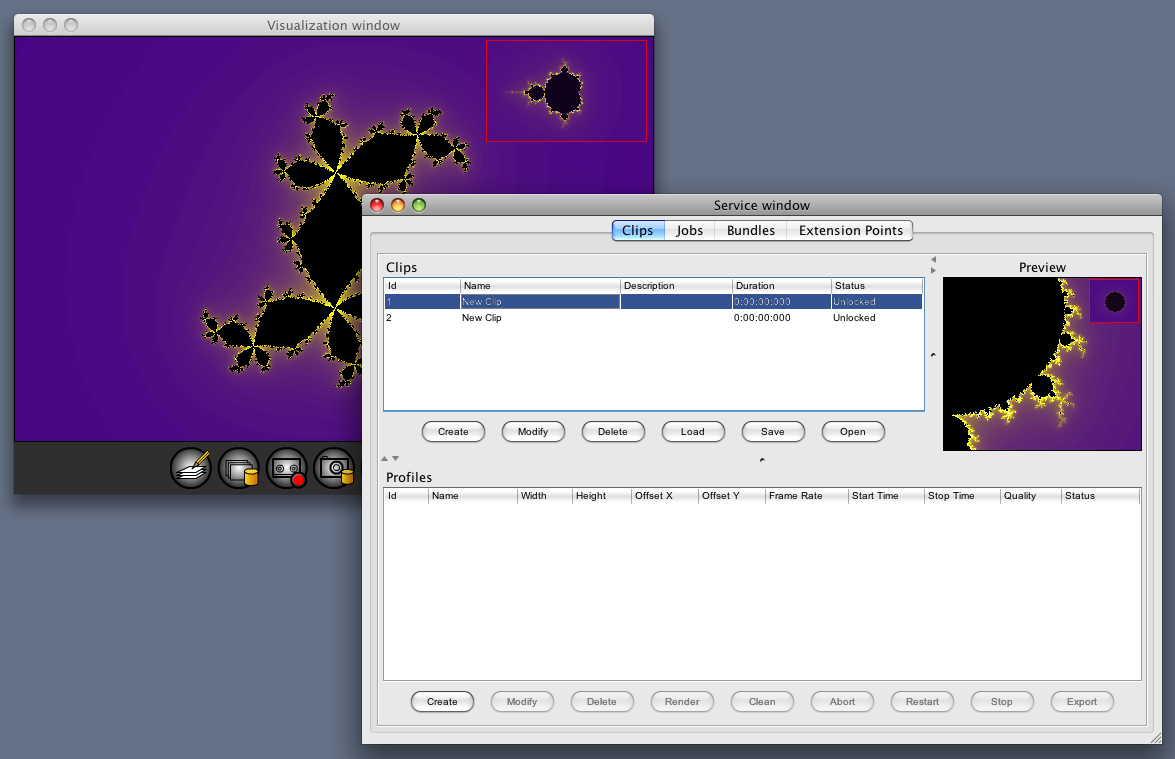 Visualization window
Service window
Clips Jobs Bundles Extension Points
Clips
Preview
Id Name Description Duration Status
1 New Clip 0:00:00:000 Unlocked
2 New Clip 0:00:00:000 Unlocked
Create Modify Delete Load Save Open
Profiles
Id Name Width Height Offset X Offset Y Frame Rate Start Time Stop Time Quality Status
Create Modify Delete Render Clean Abort Restart Stop Export